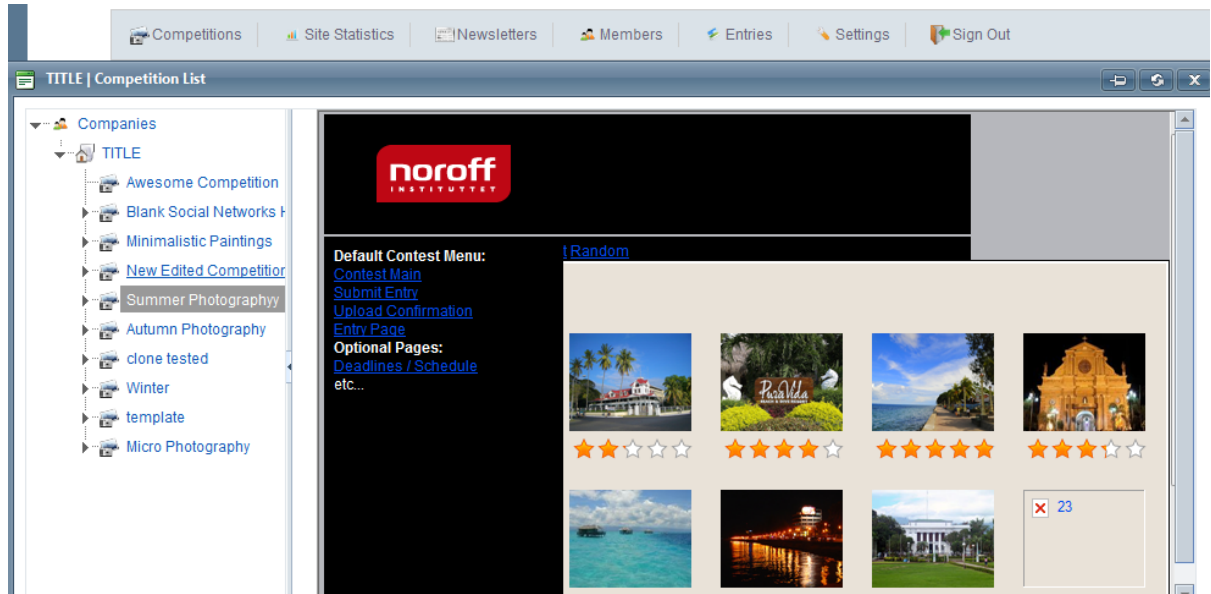 Competitions
Site Statistics
Newsletters
Members
Entries
Settings
Sign Out
TITLE | Competition List
Companies
TITLE
Awesome Competition
Blank Social Networks H
Minimalistic Paintings
New Edited Competition
Summer Photographyy
Autumn Photography
clone tested
Winter
template
Micro Photography
noroff
INSTITUTTET
Default Contest Menu:
Contest Main
Submit Entry
Upload Confirmation
Entry Page
Optional Pages:
Deadlines / Schedule
etc...
t Random
PuraVida
23